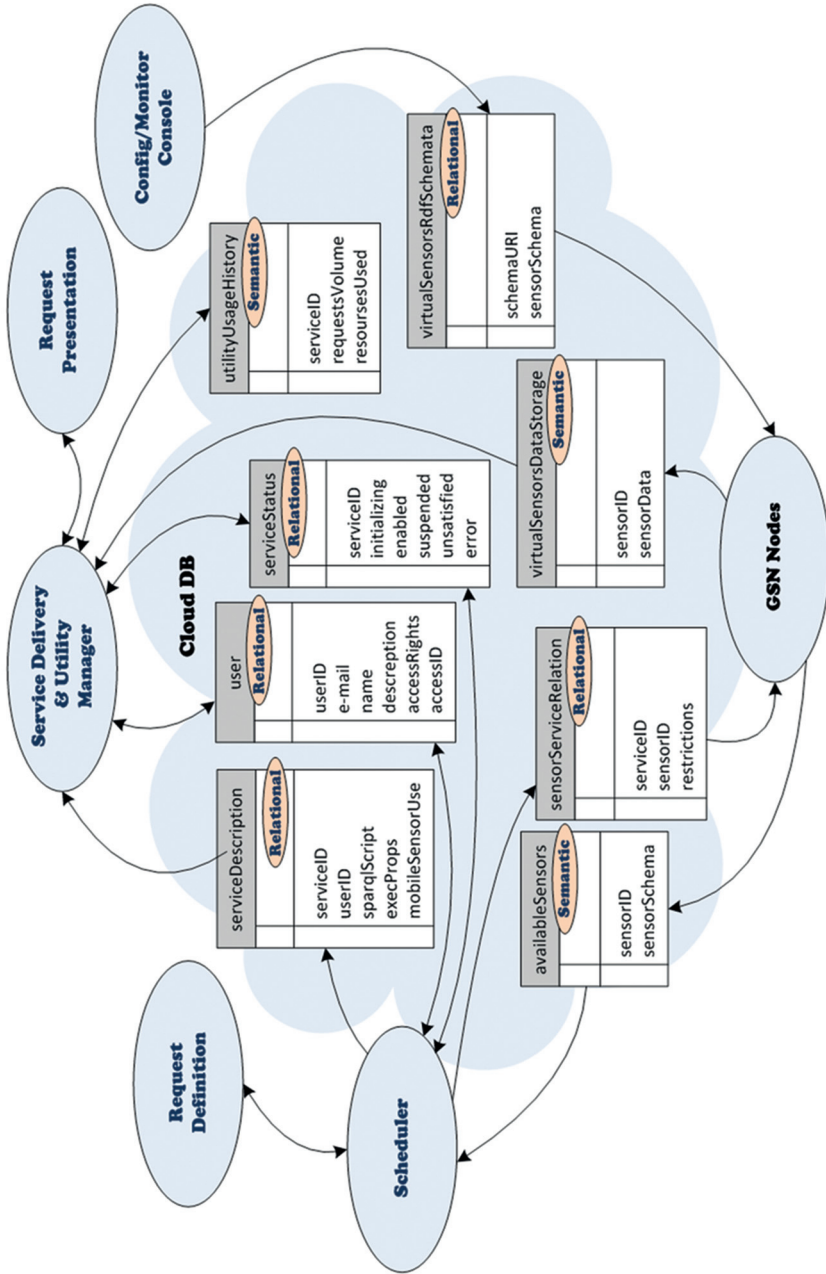 Request
Definition
Service Delivery
& Utility
Manager
Request
Presentation
Config/Monitor
Console
Scheduler
Cloud DB
serviceDescription
Relational
serviceID
userID
sparqlScript
execProps
mobileSensorUse
user
Relational
userID
e-mail
name
descreption
accessRights
accessID
serviceStatus
Relational
serviceID
initializing
enabled
suspended
unsatisfied
error
utilityUsageHistory
Semantic
serviceID
requestsVolume
resoursesUsed
availableSensors
Semantic
sensorID
sensorSchema
sensorServiceRelation
Relational
serviceID
sensorID
restrictions
virtualSensorsDataStorage
Semantic
sensorID
sensorData
virtualSensorsRdfSchemata
Relational
schemaURI
sensorSchema
GSN Nodes